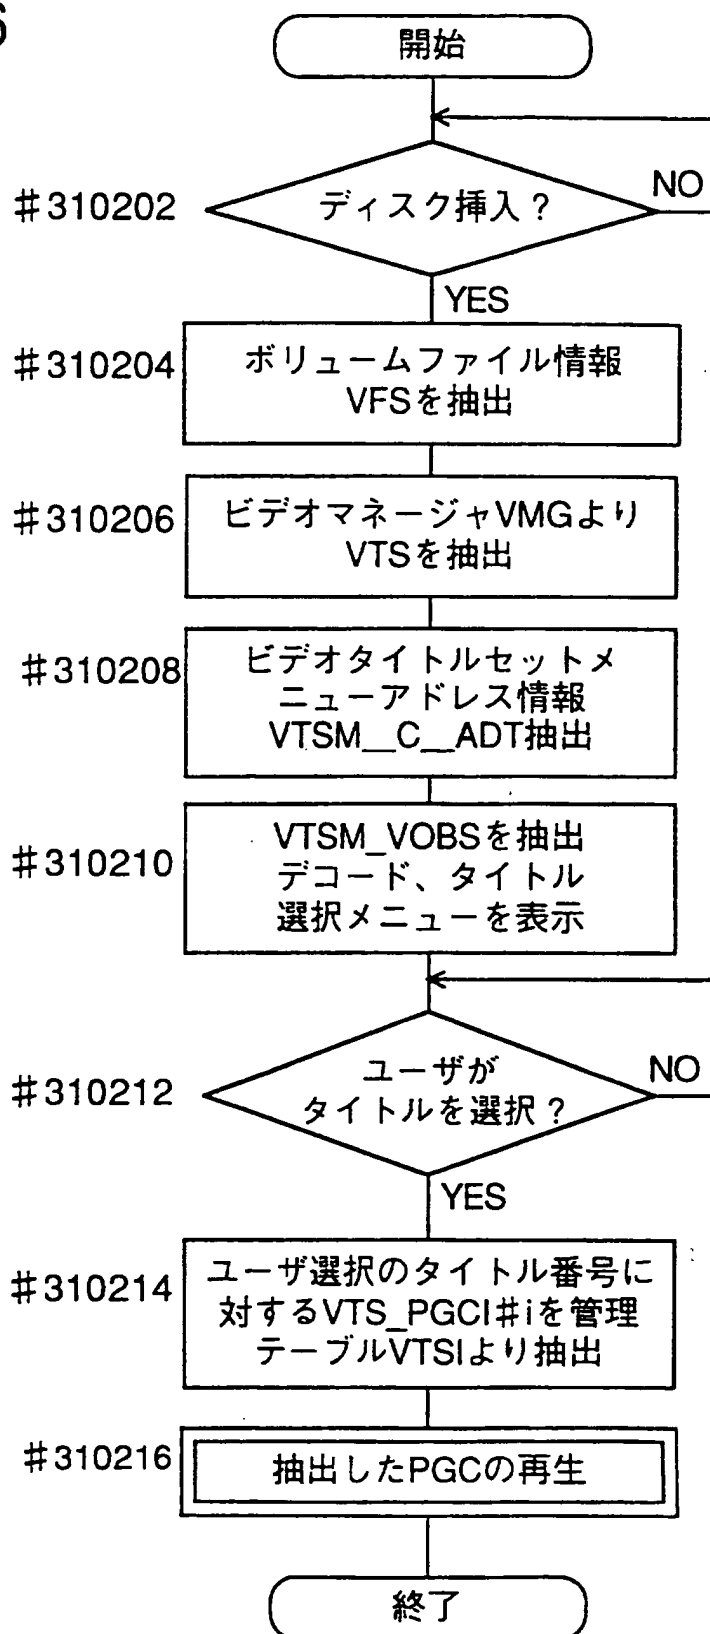 6
開始
#310202
ディスク挿入？
NO
YES
#310204
ボリュームファイル情報
VFSを抽出
#310206
ビデオマネージャVMGより
VTSを抽出
#310208
ビデオタイトルセットメ
ニューアドレス情報
VTSM__C__ADT抽出
#310210
VTSM_VOBSを抽出
デコード、タイトル
選択メニューを表示
#310212
ユーザが
タイトルを選択？
NO
YES
#310214
ユーザ選択のタイトル番号に
対するVTS_PGCI#iを管理
テーブルVTSIより抽出
#310216
抽出したPGCの再生
終了